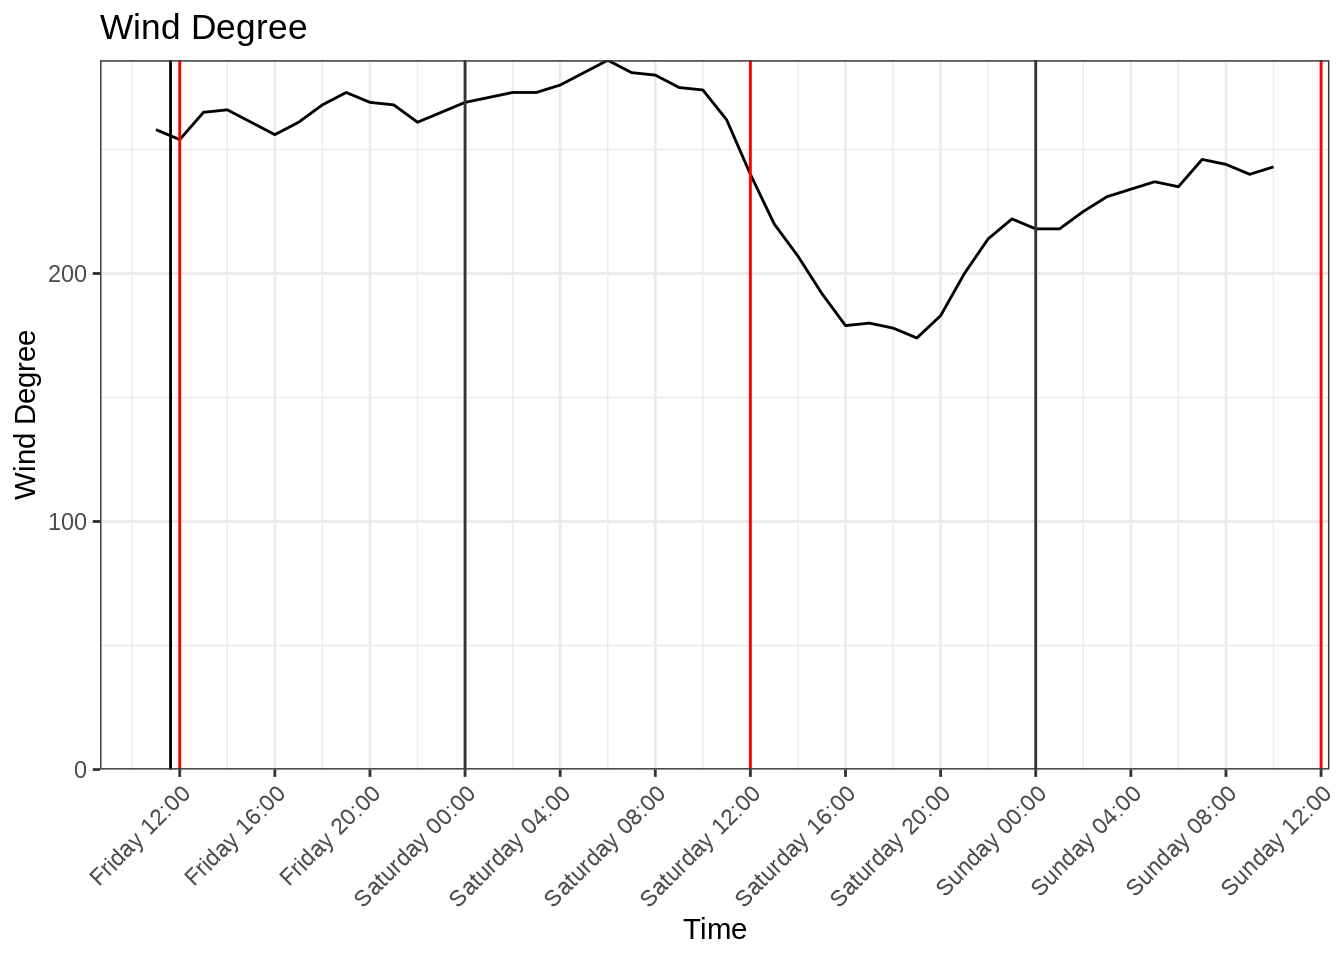 Wind Degree
Wind Degree
200
100
0
Friday 12:00
Friday 16:00
Friday 20:00
Saturday 00:00
Saturday 04:00
Saturday 08:00
Saturday 12:00
Saturday 16:00
Saturday 20:00
Sunday 00:00
Sunday 04:00
Sunday 08:00
Sunday 12:00
Time